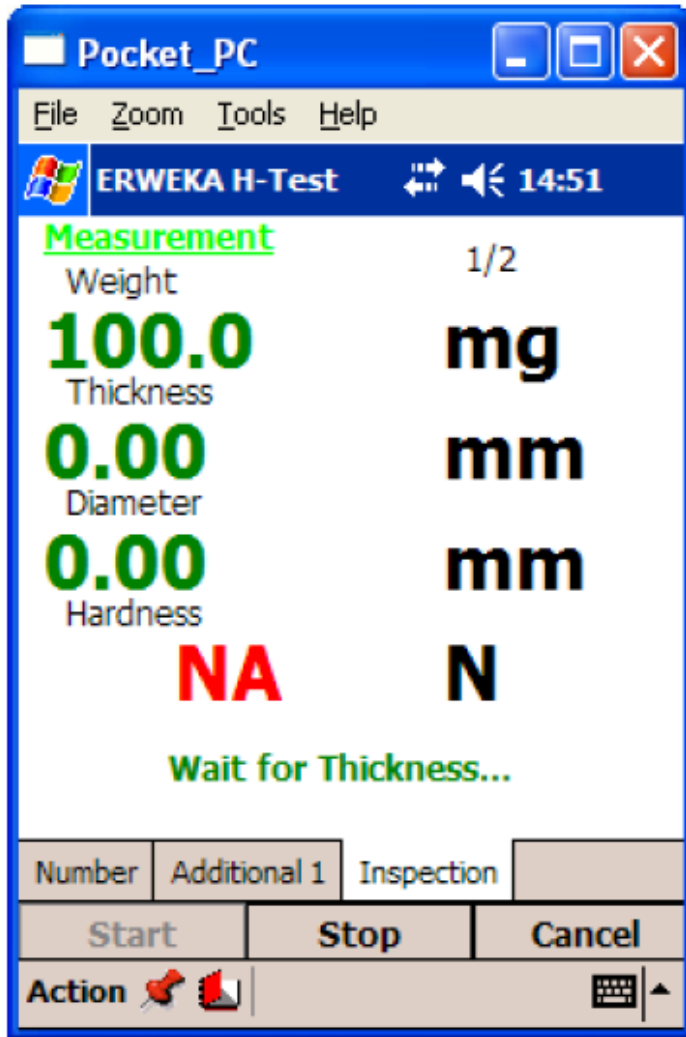 Pocket_PC
File Zoom Tools Help
ERWEKA H-Test 14:51
Measurement
1/2
Weight
100.0 mg
Thickness
0.00 mm
Diameter
0.00 mm
Hardness
NA N
Wait for Thickness...
Number Additional 1 Inspection
Start Stop Cancel
Action